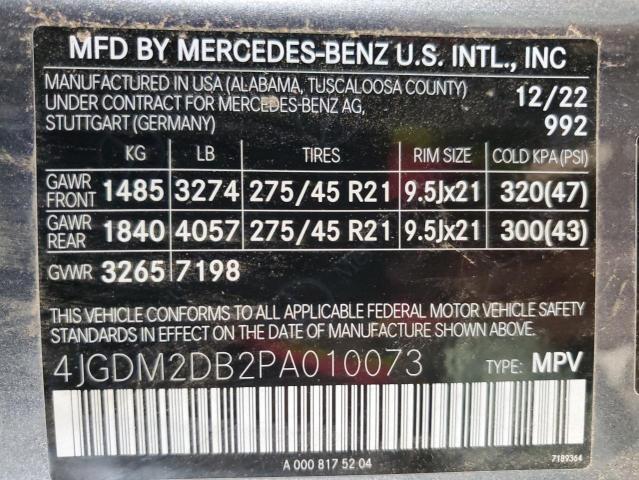 MFD BY MERCEDES-BENZ U.S. INTL., INC
MANUFACTURED IN USA (ALABAMA, TUSCALOOSA COUNTY) 12/22
UNDER CONTRACT FOR MERCEDES-BENZ AG,
STUTTGART (GERMANY) 992
KG LB TIRES RIM SIZE COLD KPA (PSI)
GAWR FRONT 1485 3274 275/45 R21 9.5Jx21 320(47)
GAWR REAR 1840 4057 275/45 R21 9.5Jx21 300(43)
GVWR 3265 7198
THIS VEHICLE CONFORMS TO ALL APPLICABLE FEDERAL MOTOR VEHICLE SAFETY
STANDARDS IN EFFECT ON THE DATE OF MANUFACTURE SHOWN ABOVE.
4JGDM2DB2PA010073 TYPE: MPV
A 000 817 52 04
7189364